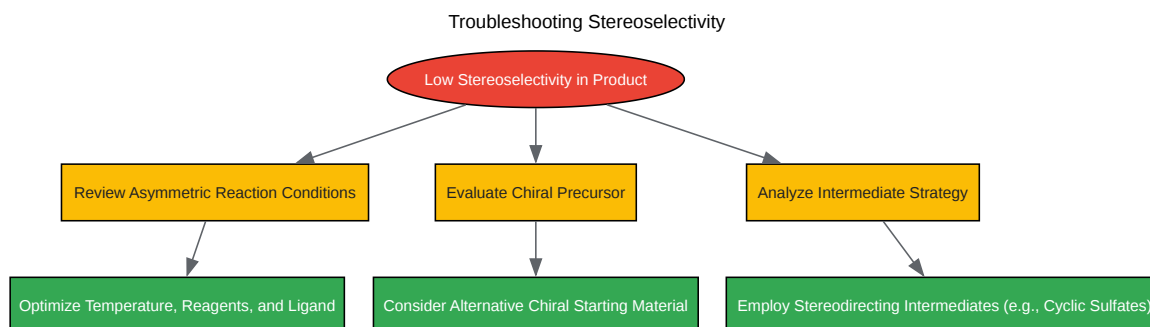 Troubleshooting Stereoselectivity
Low Stereoselectivity in Product
Review Asymmetric Reaction Conditions
Evaluate Chiral Precursor
Analyze Intermediate Strategy
Optimize Temperature, Reagents, and Ligand
Consider Alternative Chiral Starting Material
Employ Stereodirecting Intermediates (e.g., Cyclic Sulfates)